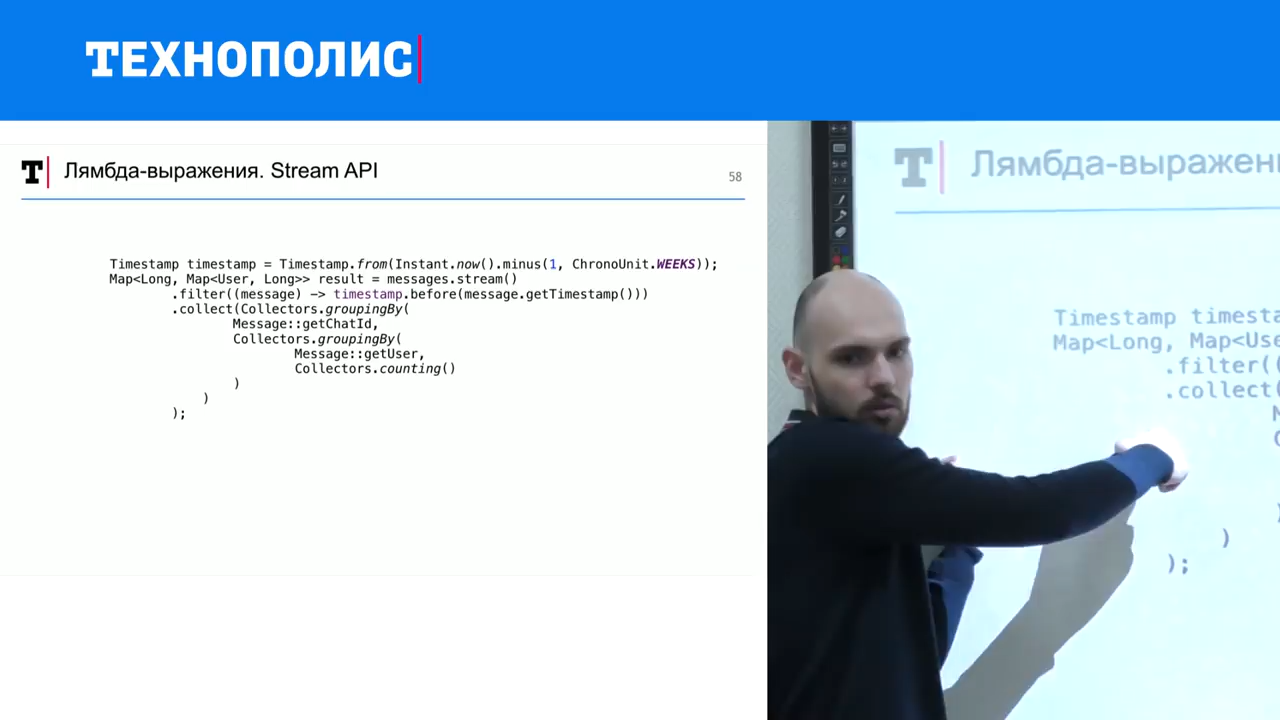 ТЕХНОПОЛИС
Т Лямбда-выражения. Stream API
58
Timestamp timestamp = Timestamp.from(Instant.now().minus(1, ChronoUnit.WEEKS));
Map<Long, Map<User, Long>> result = messages.stream()
.filter((message) -> timestamp.before(message.getTimestamp()))
.collect(Collectors.groupingBy(
Message::getChatId,
Collectors.groupingBy(
Message::getUser,
Collectors.counting()
)
)
);
Т Лямбда-выражен
Timestamp timesta
Map<Long, Map<Use
.filter((
.collect(
)
);